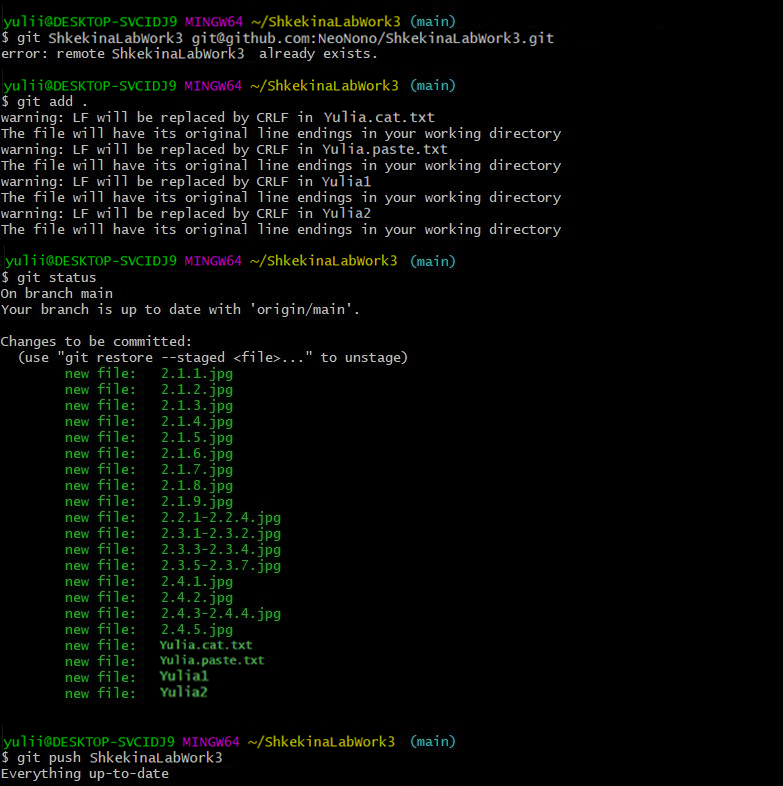 yulii@DESKTOP-SVCIDJ9 MINGW64 ~/ShkekinaLabWork3 (main)
$ git ShkekinaLabWork3 git@github.com:NeoNono/ShkekinaLabWork3.git
error: remote ShkekinaLabWork3 already exists.
yulii@DESKTOP-SVCIDJ9 MINGW64 ~/ShkekinaLabWork3 (main)
$ git add .
warning: LF will be replaced by CRLF in Yulia.cat.txt
The file will have its original line endings in your working directory
warning: LF will be replaced by CRLF in Yulia.paste.txt
The file will have its original line endings in your working directory
warning: LF will be replaced by CRLF in Yulia1
The file will have its original line endings in your working directory
warning: LF will be replaced by CRLF in Yulia2
The file will have its original line endings in your working directory
yulii@DESKTOP-SVCIDJ9 MINGW64 ~/ShkekinaLabWork3 (main)
$ git status
On branch main
Your branch is up to date with 'origin/main'.
Changes to be committed:
(use "git restore --staged <file>..." to unstage)
new file: 2.1.1.jpg
new file: 2.1.2.jpg
new file: 2.1.3.jpg
new file: 2.1.4.jpg
new file: 2.1.5.jpg
new file: 2.1.6.jpg
new file: 2.1.7.jpg
new file: 2.1.8.jpg
new file: 2.1.9.jpg
new file: 2.2.1-2.2.4.jpg
new file: 2.3.1-2.3.2.jpg
new file: 2.3.3-2.3.4.jpg
new file: 2.3.5-2.3.7.jpg
new file: 2.4.1.jpg
new file: 2.4.2.jpg
new file: 2.4.3-2.4.4.jpg
new file: 2.4.5.jpg
new file: Yulia.cat.txt
new file: Yulia.paste.txt
new file: Yulia1
new file: Yulia2
yulii@DESKTOP-SVCIDJ9 MINGW64 ~/ShkekinaLabWork3 (main)
$ git push ShkekinaLabWork3
Everything up-to-date